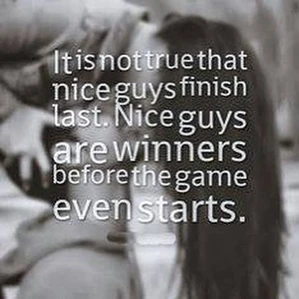 It is not true that
nice guys finish
last. Nice guys
are winners
before the game
even starts.